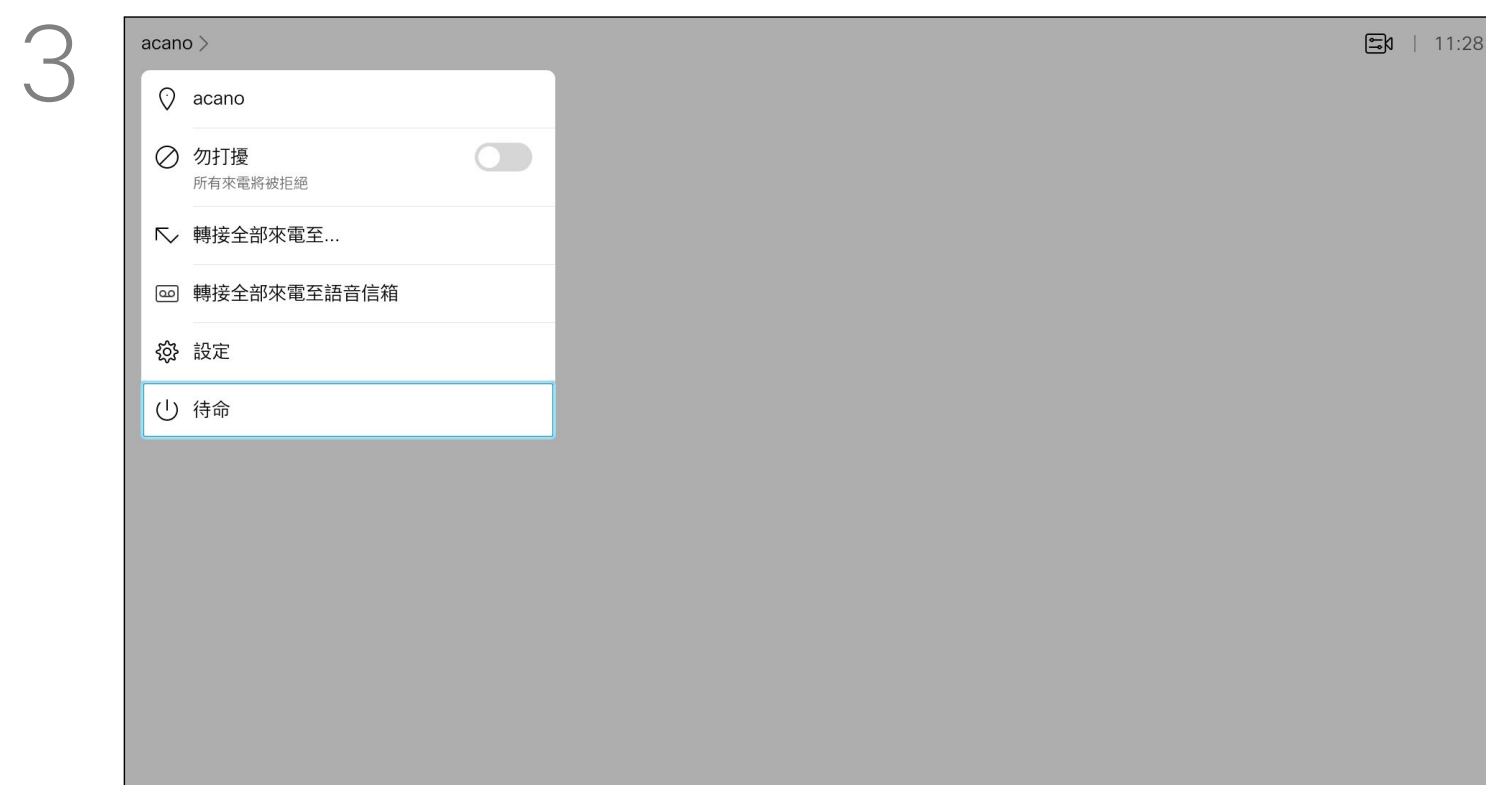 3
acano >
11:28
acano
勿打擾
所有來電將被拒絕
轉接全部來電至...
轉接全部來電至語音信箱
設定
待命